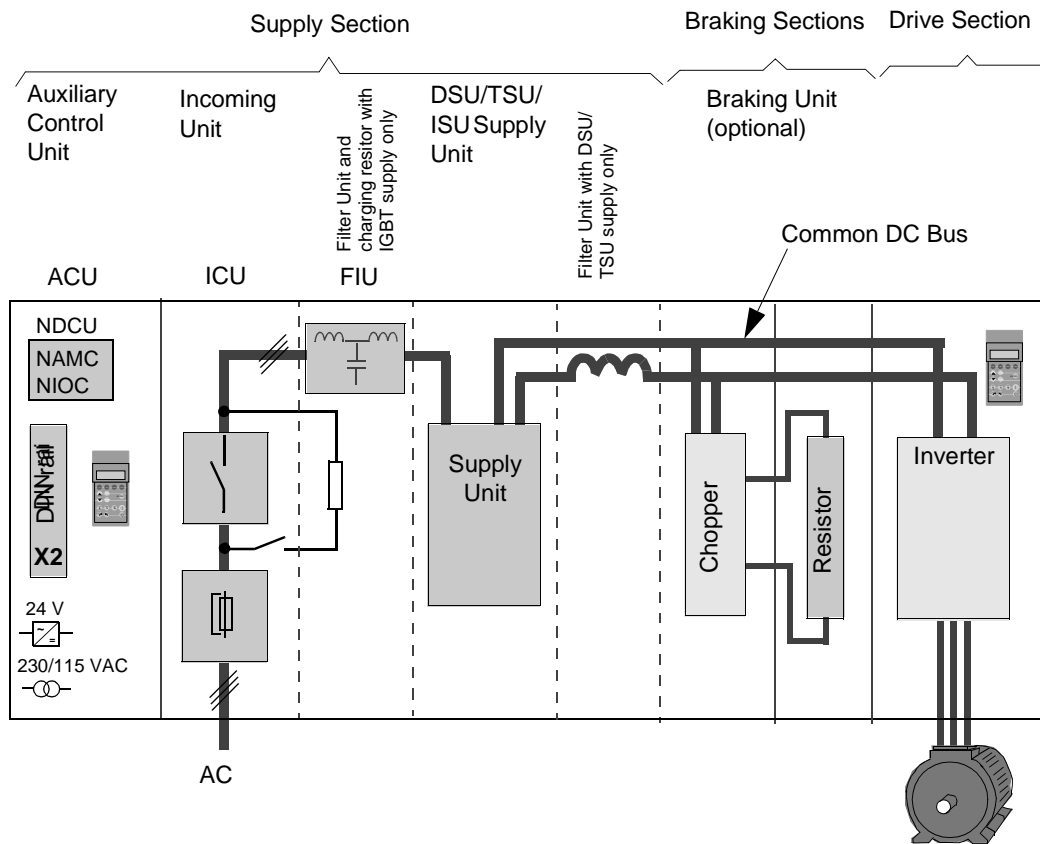 Supply Section
Braking Sections
Drive Section
Auxiliary
Control
Unit
Incoming
Unit
Filter Unit and
charging resitor with
IGBT supply only
DSU/TSU/
ISU Supply
Unit
Filter Unit with DSU/
TSU supply only
Braking Unit
(optional)
Common DC Bus
ACU
ICU
FIU
NDCU
NAMC
NIOC
DIN rail
X2
24 V
~
=
230/115 VAC
Supply
Unit
Chopper
Resistor
Inverter
AC